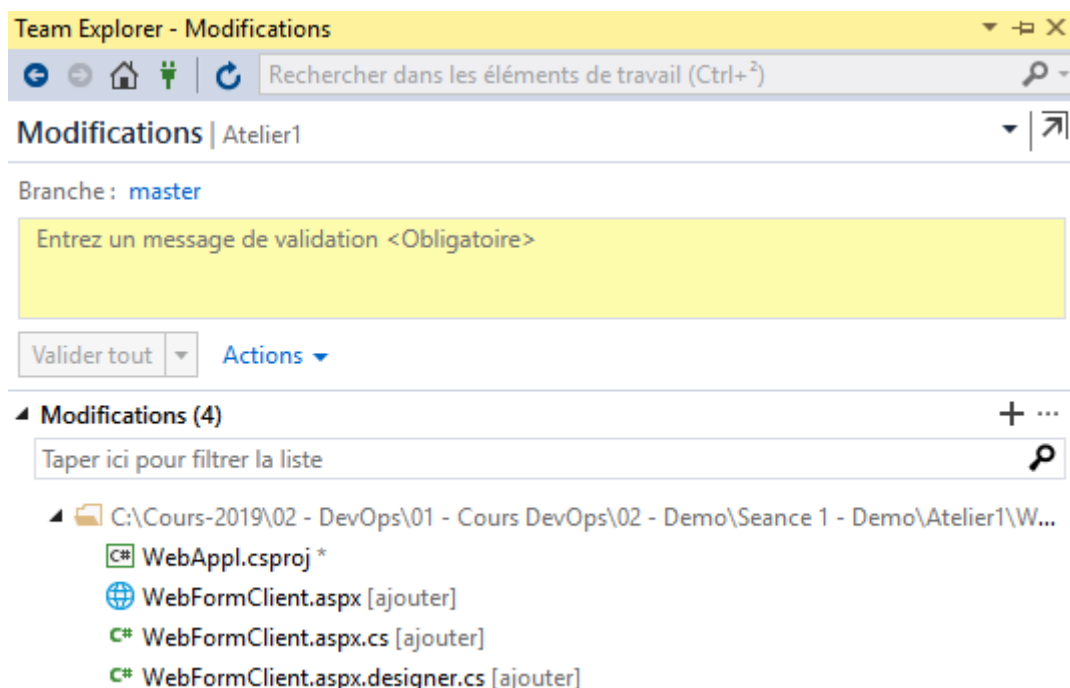 Team Explorer - Modifications
Rechercher dans les éléments de travail (Ctrl+²)
Modifications | Atelier1
Branche : master
Entrez un message de validation <Obligatoire>
Valider tout Actions
Modifications (4)
Taper ici pour filtrer la liste
C:\Cours-2019\02 - DevOps\01 - Cours DevOps\02 - Demo\Seance 1 - Demo\Atelier1\W...
C# WebAppl.csproj *
WebFormClient.aspx [ajouter]
C# WebFormClient.aspx.cs [ajouter]
C# WebFormClient.aspx.designer.cs [ajouter]